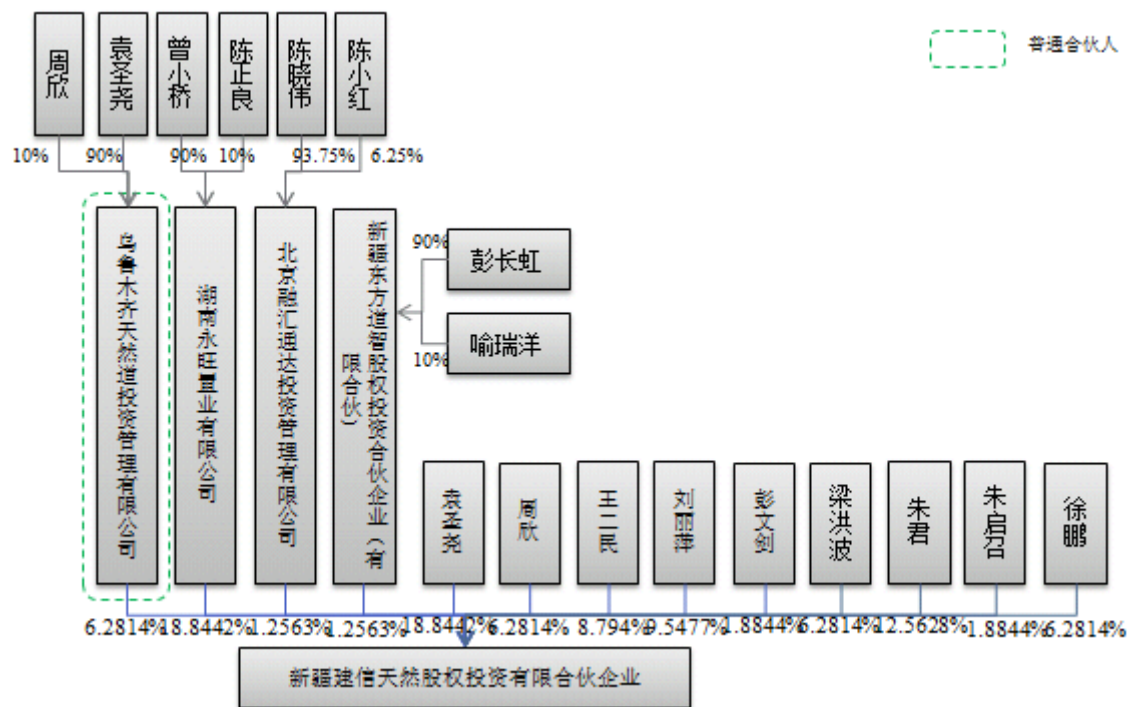 周欣
袁圣尧
曾小桥
陈正良
陈晓伟
陈小红
普通合伙人
10%
90%
90%
10%
93.75%
6.25%
乌鲁木齐天然道投资管理有限公司
湖南永旺置业有限公司
北京融汇通达投资管理有限公司
新疆东方道智股权投资合伙企业（有
限合伙）
90%
彭长虹
喻瑞洋
10%
袁圣尧
周欣
王二民
刘丽萍
彭文剑
梁洪波
朱君
朱启召
徐鹏
6.2814%
18.8442%
1.2563%
1.2563%
18.8442%
6.2814%
8.794%
9.5477%
1.8844%
6.2814%
12.5628%
1.8844%
6.2814%
新疆建信天然股权投资有限合伙企业